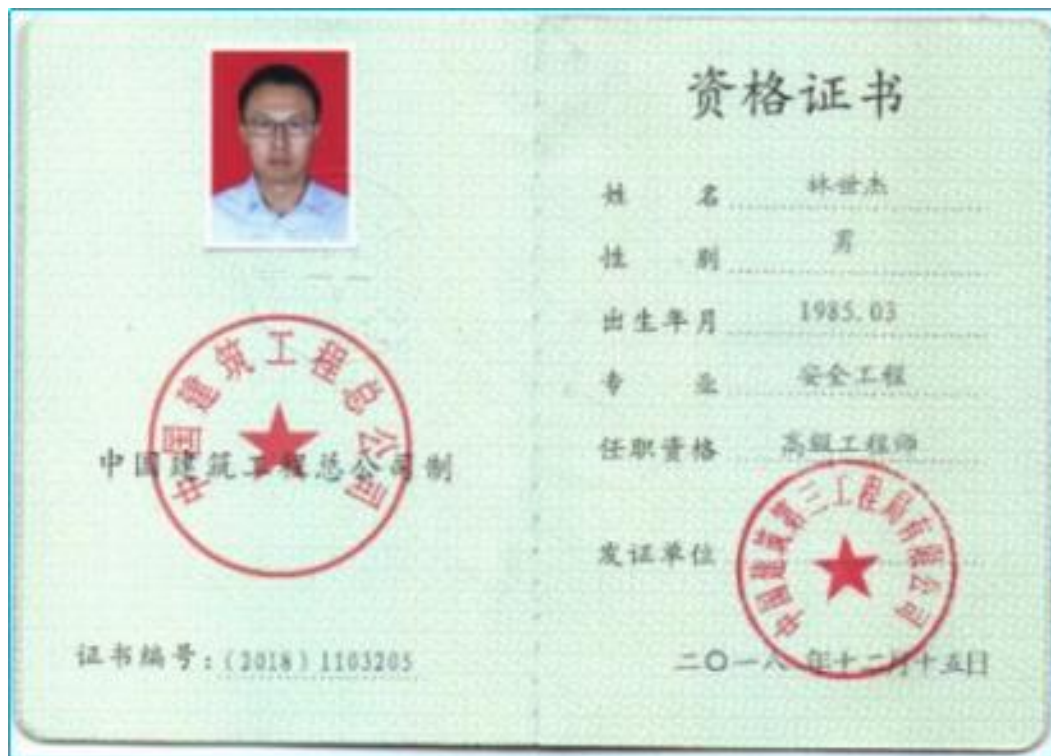 中国建筑工程总公司
中国建筑工程总公司制
证书编号:(2018)1103205
资格证书
姓 名 林世杰
性 别 男
出生年月 1985.03
专 业 安全工程
任职资格 高级工程师
发证单位
中国建筑第三工程局有限公司
二〇一八年十二月十五日